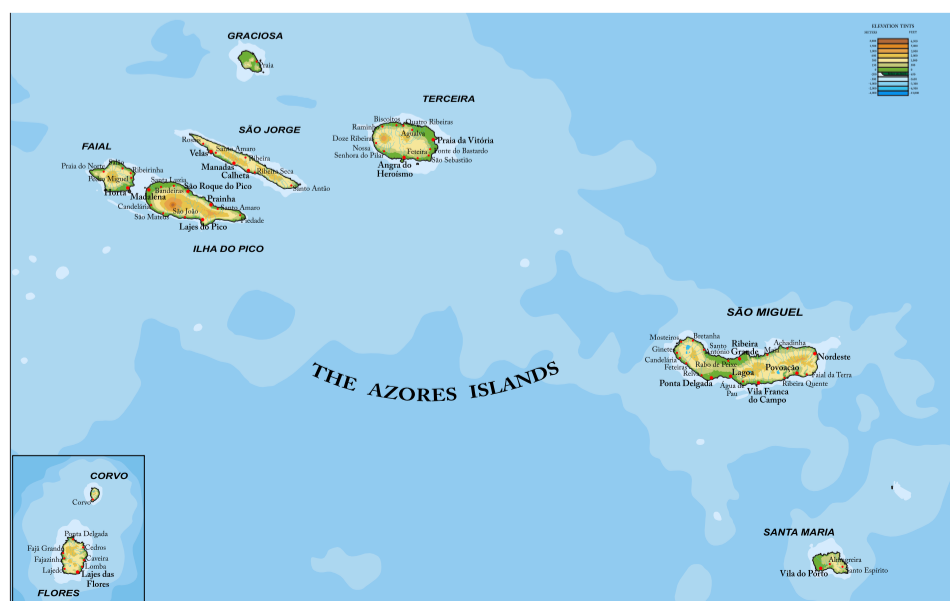 GRACIOSA
Praia
ELEVATION TINTS
METERS FEET
TERCEIRA
Biscoitos
Quatro Ribeiras
Raminho
Agualva
Doze Ribeiras
Praia da Vitória
Nossa
Senhora do Pilar
Feteira
Fonte do Bastardo
São Sebastião
Angra do
Heroísmo
SÃO JORGE
Rosais
Santo Amaro
Velas
Ribeira
Manadas
Calheta
Ribeira Seca
Santo Antão
FAIAL
Praia do Norte
Salão
Ribeirinha
Pedro Miguel
Horta
Santa Luzia
Bandeiras
São Roque do Pico
Madalena
Prainha
Candelária
São João
Santo Amaro
São Mateus
Piedade
Lajes do Pico
ILHA DO PICO
THE AZORES ISLANDS
SÃO MIGUEL
Mosteiros
Bretanha
Ginetes
Santo
António
Ribeira
Grande
Achadinha
Maia
Nordeste
Candelária
Feteiras
Rabo de Peixe
Relva
Lagoa
Povoação
Faial da Terra
Ponta Delgada
Água de
Pau
Ribeira Quente
Vila Franca
do Campo
CORVO
Corvo
Ponta Delgada
Fajã Grande
Cedros
Fajazinha
Caveira
Lomba
Lajedo
Lajes das
Flores
FLORES
SANTA MARIA
Almagreira
Vila do Porto
Santo Espírito